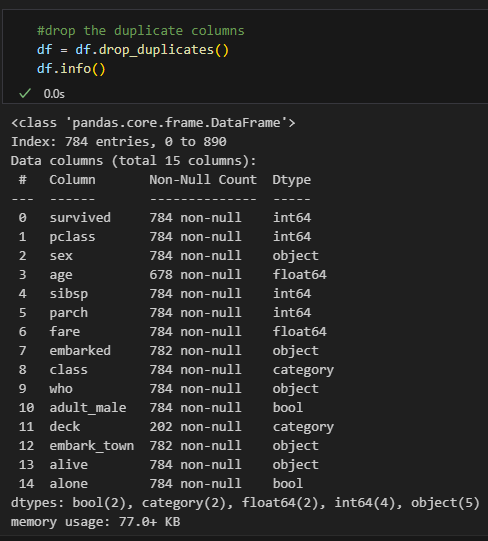 #drop the duplicate columns
df = df.drop_duplicates()
df.info()
0.0s
<class 'pandas.core.frame.DataFrame'>
Index: 784 entries, 0 to 890
Data columns (total 15 columns):
 #   Column       Non-Null Count  Dtype
---  ------       --------------  -----
 0   survived     784 non-null    int64
 1   pclass       784 non-null    int64
 2   sex          784 non-null    object
 3   age          678 non-null    float64
 4   sibsp        784 non-null    int64
 5   parch        784 non-null    int64
 6   fare         784 non-null    float64
 7   embarked     782 non-null    object
 8   class        784 non-null    category
 9   who          784 non-null    object
 10  adult_male   784 non-null    bool
 11  deck         202 non-null    category
 12  embark_town  782 non-null    object
 13  alive        784 non-null    object
 14  alone        784 non-null    bool
dtypes: bool(2), category(2), float64(2), int64(4), object(5)
memory usage: 77.0+ KB